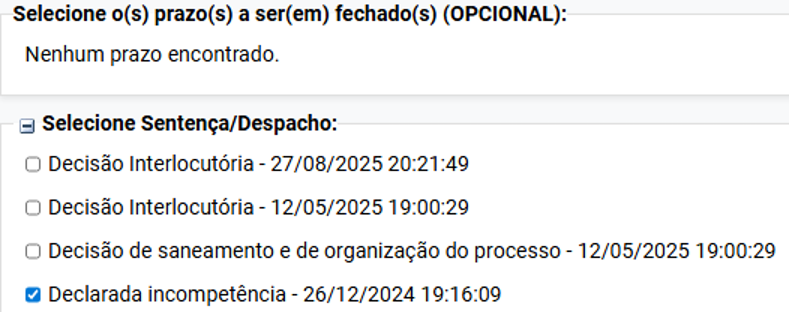 Selecione o(s) prazo(s) a ser(em) fechado(s) (OPCIONAL):
Nenhum prazo encontrado.
Selecione Sentença/Despacho:
Decisão Interlocutória - 27/08/2025 20:21:49
Decisão Interlocutória - 12/05/2025 19:00:29
Decisão de saneamento e de organização do processo - 12/05/2025 19:00:29
Declarada incompetência - 26/12/2024 19:16:09